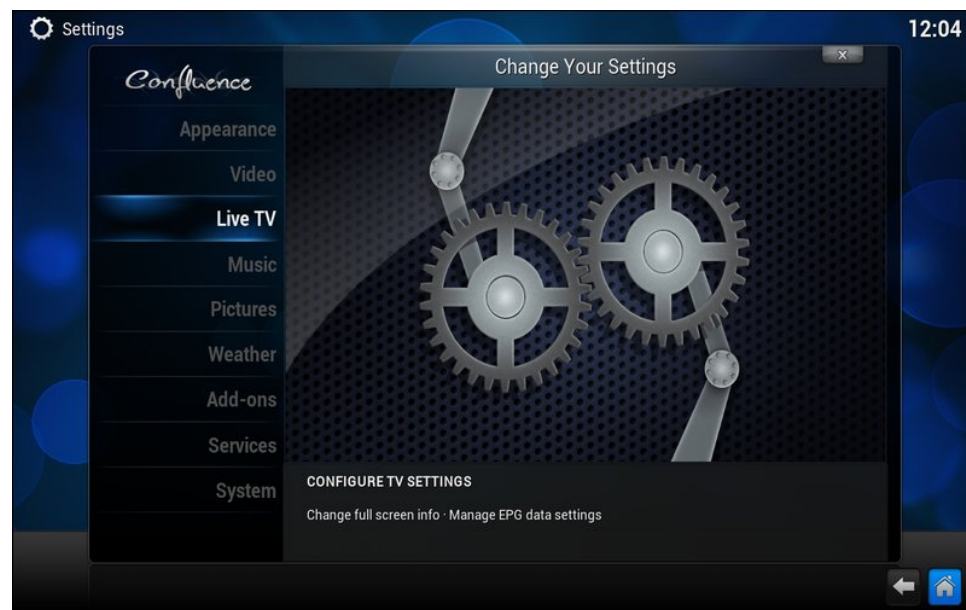 Settings
12:04
Confluence
Change Your Settings
x
Appearance
Video
Live TV
Music
Pictures
Weather
Add-ons
Services
System
CONFIGURE TV SETTINGS
Change full screen info · Manage EPG data settings